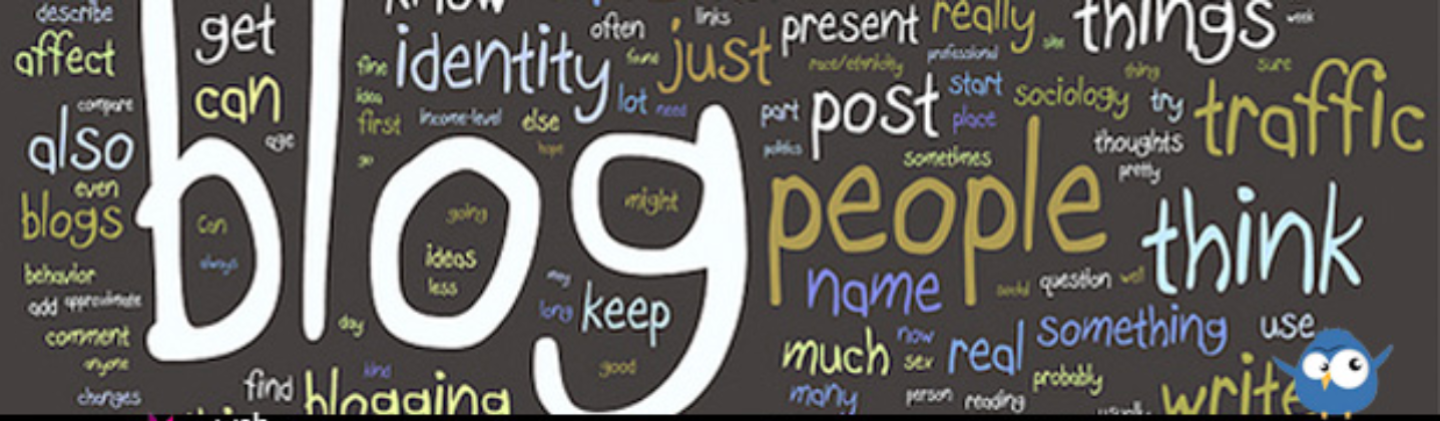 describe
get
know
often
links
present
really
things
week
affect
can
fine
identity
found
just
race/ethnicity
professional
site
thing
sure
compare
idea
lot
need
part
post
start
sociology
try
traffic
also
age
first
income-level
else
place
thoughts
go
hope
politics
sometimes
pretty
even
blogs
blog
people
think
Can
going
might
always
ideas
less
behavior
may
name
question
well
add
approximate
long
keep
comment
day
now
real
something
use
anyone
good
much
sex
changes
find
kind
blogging
many
person
reading
probably
write
usually